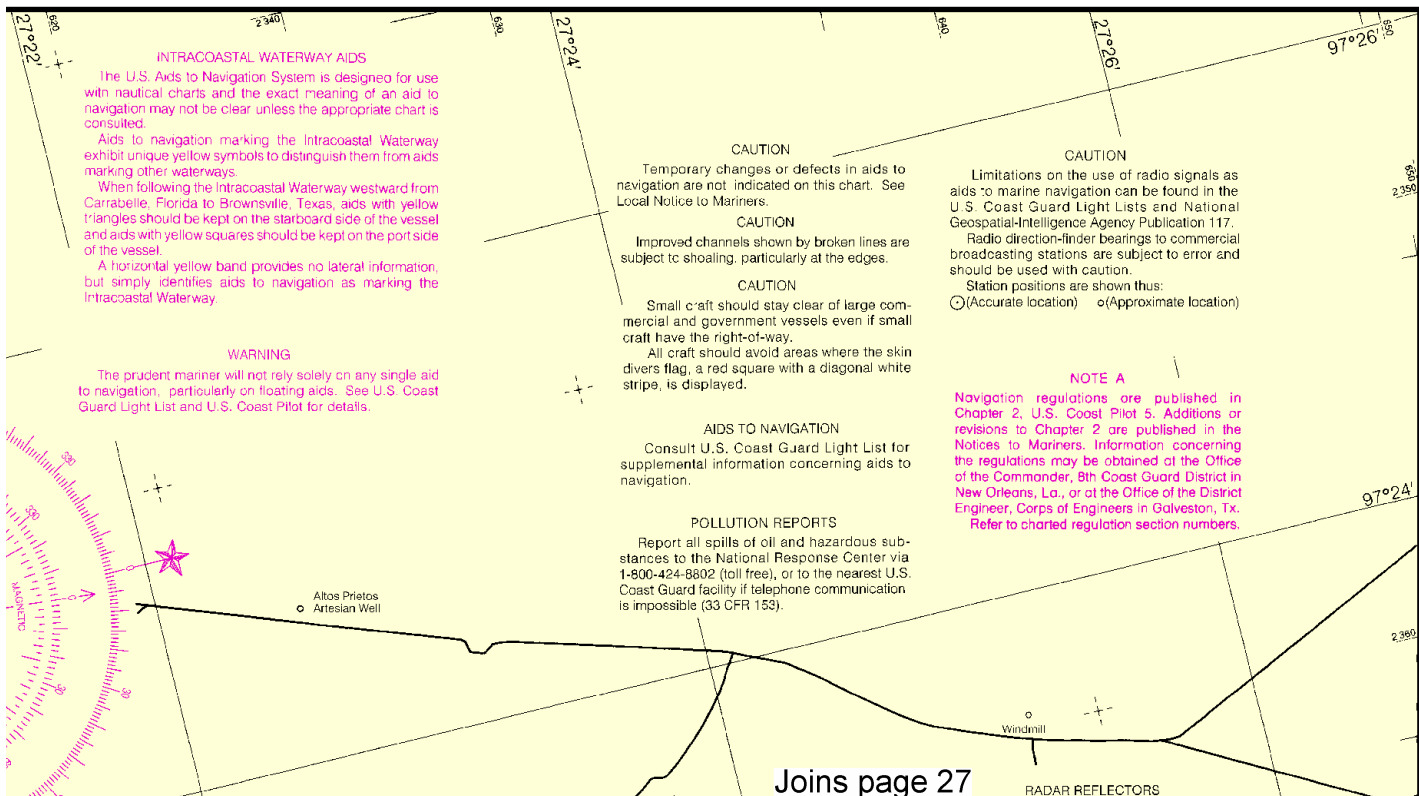 27°22'
620
2 340
630
27°24'
640
27°26'
97°26'
650
INTRACOASTAL WATERWAY AIDS
The U.S. Aids to Navigation System is designed for use
with nautical charts and the exact meaning of an aid to
navigation may not be clear unless the appropriate chart is
consulted.
Aids to navigation marking the Intracoastal Waterway
exhibit unique yellow symbols to distinguish them from aids
marking other waterways.
When following the Intracoastal Waterway westward from
Carrabelle, Florida to Brownsville, Texas, aids with yellow
triangles should be kept on the starboard side of the vessel
and aids with yellow squares should be kept on the port side
of the vessel.
A horizontal yellow band provides no lateral information,
but simply identifies aids to navigation as marking the
Intracoastal Waterway.
WARNING
The prudent mariner will not rely solely on any single aid
to navigation, particularly on floating aids. See U.S. Coast
Guard Light List and U.S. Coast Pilot for details.
CAUTION
Temporary changes or defects in aids to
navigation are not indicated on this chart. See
Local Notice to Mariners.
CAUTION
Improved channels shown by broken lines are
subject to shoaling, particularly at the edges.
CAUTION
Small craft should stay clear of large com-
mercial and government vessels even if small
craft have the right-of-way.
All craft should avoid areas where the skin
divers flag, a red square with a diagonal white
stripe, is displayed.
AIDS TO NAVIGATION
Consult U.S. Coast Guard Light List for
supplemental information concerning aids to
navigation.
POLLUTION REPORTS
Report all spills of oil and hazardous sub-
stances to the National Response Center via
1-800-424-8802 (toll free), or to the nearest U.S.
Coast Guard facility if telephone communication
is impossible (33 CFR 153).
CAUTION
Limitations on the use of radio signals as
aids to marine navigation can be found in the
U.S. Coast Guard Light Lists and National
Geospatial-Intelligence Agency Publication 117.
Radio direction-finder bearings to commercial
broadcasting stations are subject to error and
should be used with caution.
Station positions are shown thus:
(Accurate location) o(Approximate location)
650
2 350
NOTE A
Navigation regulations are published in
Chapter 2, U.S. Coast Pilot 5. Additions or
revisions to Chapter 2 are published in the
Notices to Mariners. Information concerning
the regulations may be obtained at the Office
of the Commander, 8th Coast Guard District in
New Orleans, La., or at the Office of the District
Engineer, Corps of Engineers in Galveston, Tx.
Refer to charted regulation section numbers.
97°24'
330
330
0
0
MAGNETIC
30
30
Altos Prietos
Artesian Well
2 360
Windmill
Joins page 27
RADAR REFLECTORS